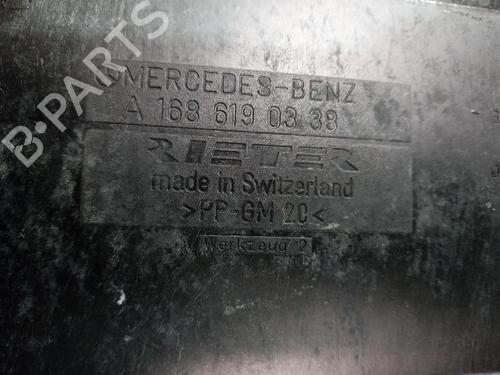 MERCEDES-BENZ
A 168 619 03 38
RIETER
made in Switzerland
>PP-GM 20<
Werkzeug 2
B-PARTS